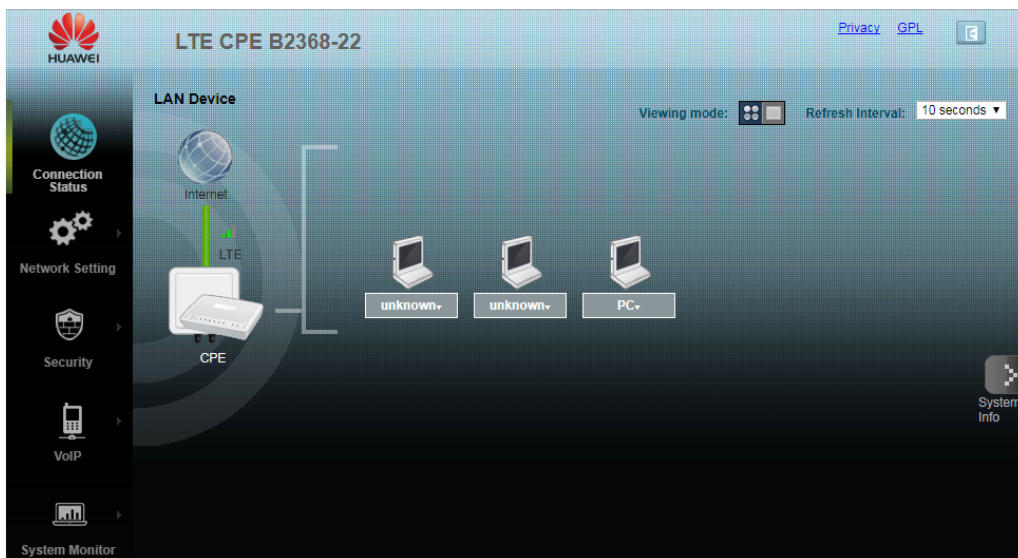 HUAWEI
LTE CPE B2368-22
Privacy GPL
LAN Device
Viewing mode:
Refresh Interval: 10 seconds
Internet
LTE
CPE
unknown
unknown
PC
Connection
Status
Network Setting
Security
VoIP
System Monitor
System
Info